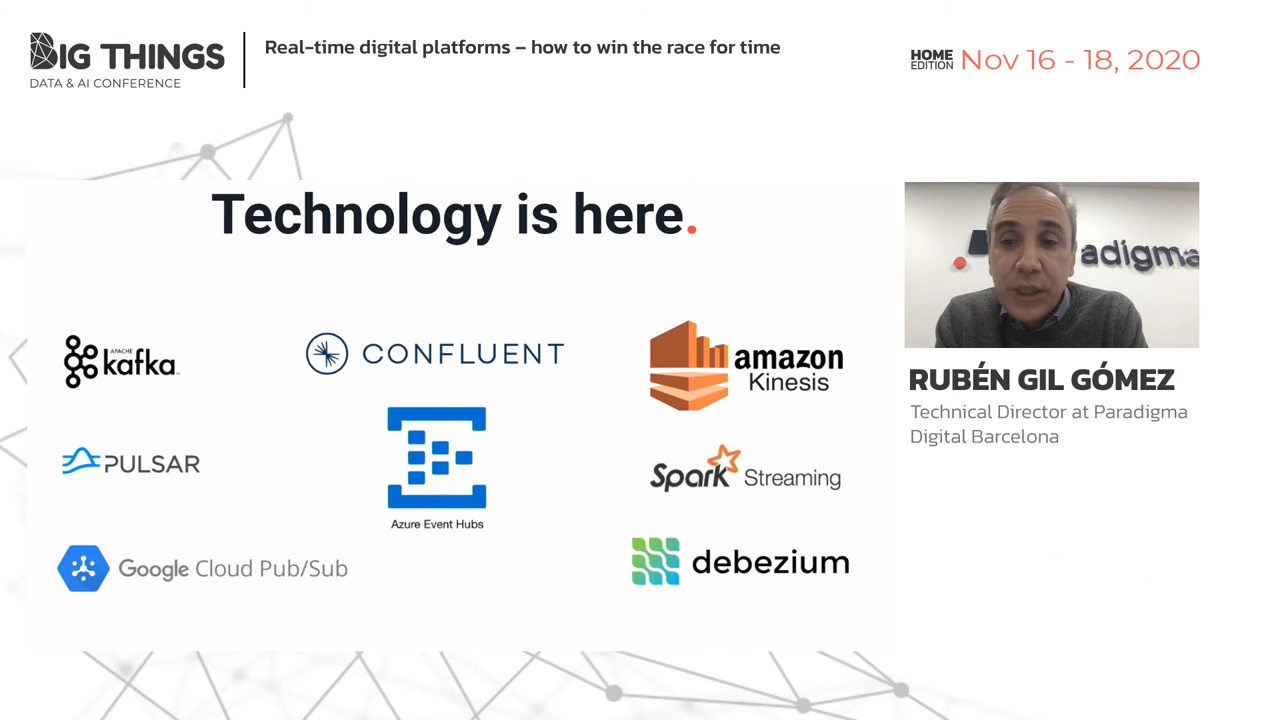 BIG THINGS
DATA & AI CONFERENCE
Real-time digital platforms – how to win the race for time
HOME
EDITION
Nov 16 - 18, 2020
Technology is here.
APACHE
kafka
CONFLUENT
amazon
Kinesis
adigma
RUBÉN GIL GÓMEZ
Technical Director at Paradigma
Digital Barcelona
PULSAR
Azure Event Hubs
Spark Streaming
Google Cloud Pub/Sub
debezium